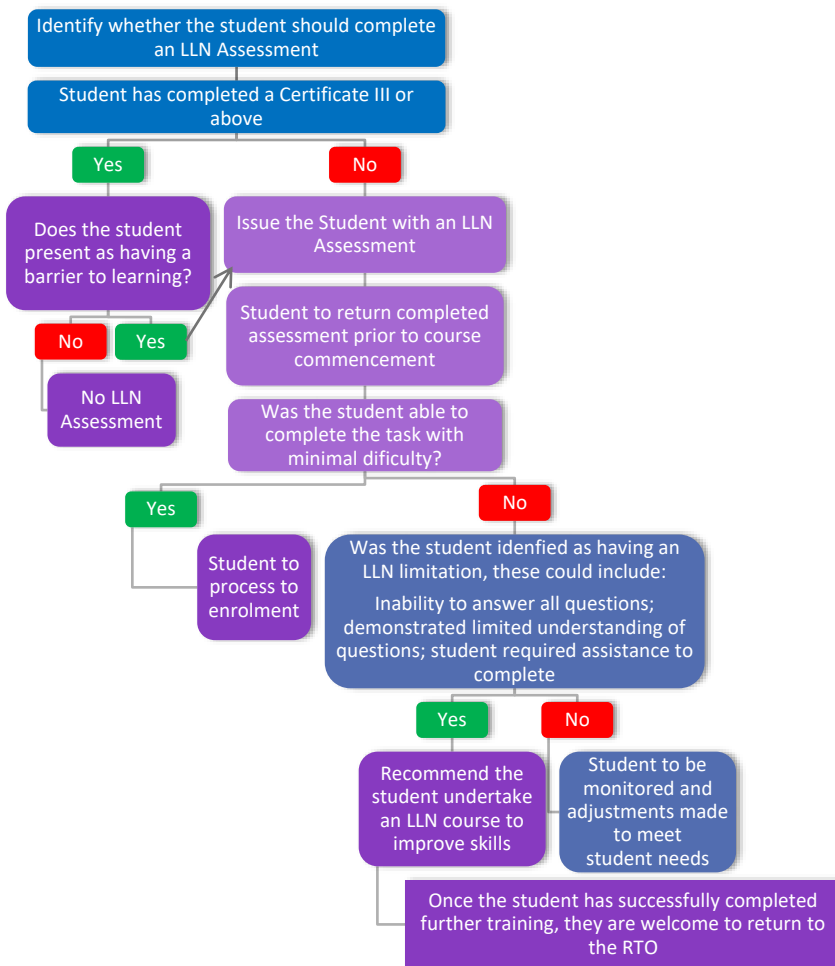 Identify whether the student should complete
an LLN Assessment
Student has completed a Certificate III or
above
Yes
No
Does the student
present as having a
barrier to learning?
Issue the Student with an LLN
Assessment
Student to return completed
assessment prior to course
commencement
No
Yes
No LLN
Assessment
Was the student able to
complete the task with
minimal dificulty?
Yes
No
Student to
process to
enrolment
Was the student idenfied as having an
LLN limitation, these could include:
Inability to answer all questions;
demonstrated limited understanding of
questions; student required assistance to
complete
Yes
No
Recommend the
student undertake
an LLN course to
improve skills
Student to be
monitored and
adjustments made
to meet
student needs
Once the student has successfully completed
further training, they are welcome to return to
the RTO